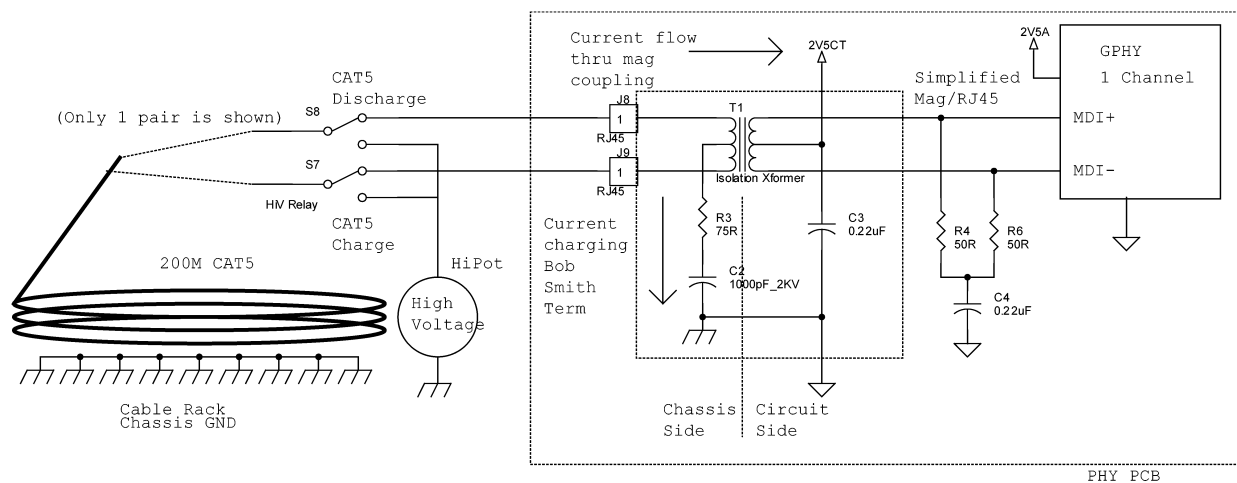 Current flow
thru mag
coupling
2V5CT
2V5A
GPHY
1 Channel
MDI+
MDI-
Simplified
Mag/RJ45
CAT5
Discharge
(Only 1 pair is shown)
S8
S7
HIV Relay
CAT5
Charge
J8
1
RJ45
J9
1
RJ45
T1
Isolation Xformer
R3
75R
C2
1000pF_2KV
C3
0.22uF
R4
50R
R6
50R
C4
0.22uF
Current
charging
Bob
Smith
Term
200M CAT5
HiPot
High
Voltage
Cable Rack
Chassis GND
Chassis
Side
Circuit
Side
PHY PCB